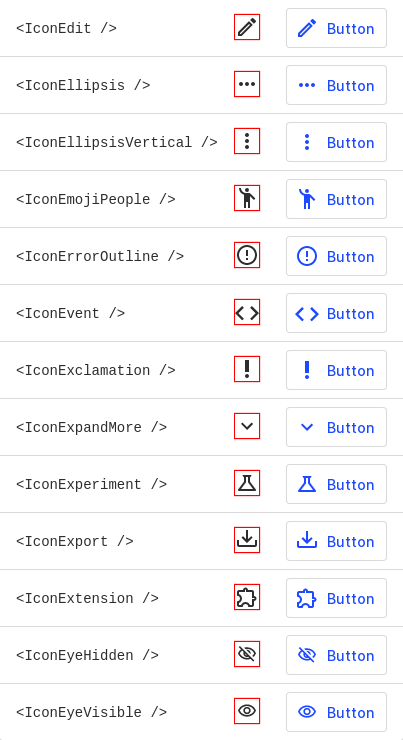 <IconEdit /> Button
<IconEllipsis /> Button
<IconEllipsisVertical /> Button
<IconEmojiPeople /> Button
<IconErrorOutline /> Button
<IconEvent /> Button
<IconExclamation /> Button
<IconExpandMore /> Button
<IconExperiment /> Button
<IconExport /> Button
<IconExtension /> Button
<IconEyeHidden /> Button
<IconEyeVisible /> Button